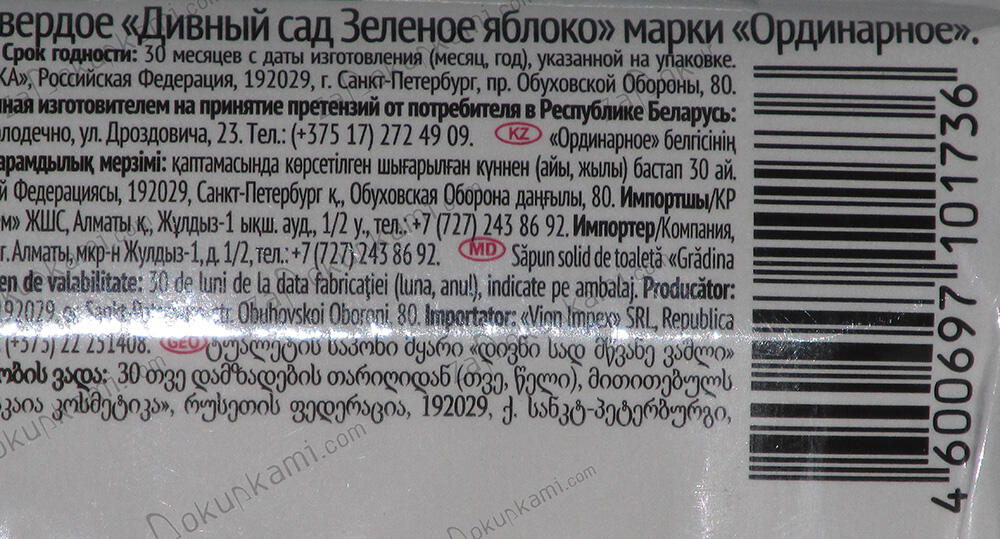 вердое «Дивный сад Зеленое яблоко» марки «Ординарное».
Срок годности: 30 месяцев с даты изготовления (месяц, год), указанной на упаковке.
КА», Российская Федерация, 192029, г. Санкт-Петербург, пр. Обуховской Обороны, 80.
ная изготовителем на принятие претензий от потребителя в Республике Беларусь:
олодечно, ул. Дроздовича, 23. Тел.: (+375 17) 272 49 09. KZ «Ординарное» белгісінің
арамдылық мерзімі: қаптамасында көрсетілген шығарылған күннен (айы, жылы) бастап 30 ай.
й Федерациясы, 192029, Санкт-Петербург қ., Обуховская Оборона даңғылы, 80. Импортшы/КР
м» ЖШС, Алматы қ., Жұлдыз-1 ықш. ауд., 1/2 у., тел.: +7 (727) 243 86 92. Импортер/Компания,
г. Алматы, мкр-н Жулдыз-1, д. 1/2, тел.: +7 (727) 243 86 92. MD Săpun solid de toaletă «Grădina
en de valabilitate: 30 de luni de la data fabricației (luna, anul), indicate pe ambalaj. Producător:
192029, Obuhovskoi Oboroni, 80. Importator: «Vion Impex» SRL, Republica
(+373) 22 251408. GEO ტუალეტის საპონი მყარი «დივნი სად მწვანე ვაშლი»
ობის ვადა: 30 თვე დამზადების თარიღიდან (თვე, წელი), მითითებულს
კაია კოსმეტიკა», რუსეთის ფედერაცია, 192029, ქ. სანკტ-პეტერბურგი,
4 600697 101736
Dokupkami.com
Dokupkami.com